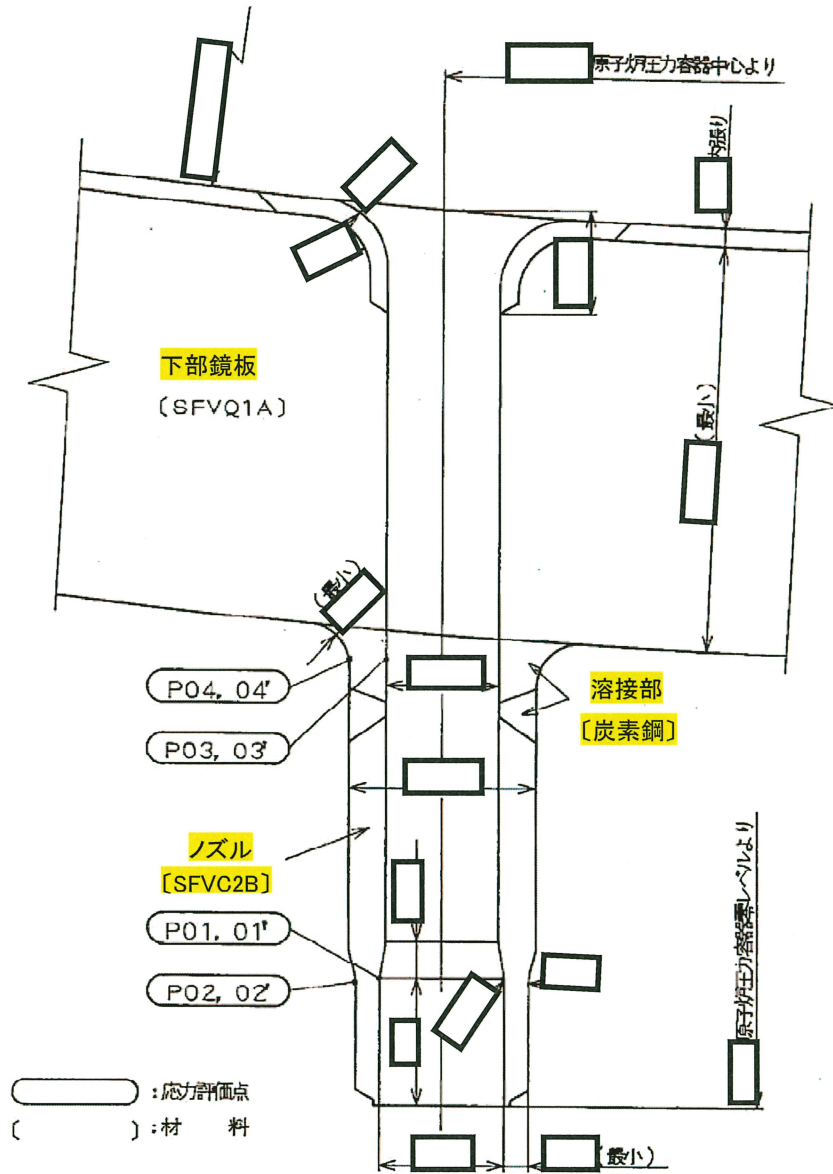 原子炉圧力容器中心より
内張り
下部鏡板
〔SFVQ1A〕
(最小)
(最小)
P04, 04'
溶接部
〔炭素鋼〕
P03, 03'
ノズル
〔SFVC2B〕
P01, 01'
P02, 02'
原子炉圧力容器零レベルより
:応力評価点
〔 〕:材 料
(最小)